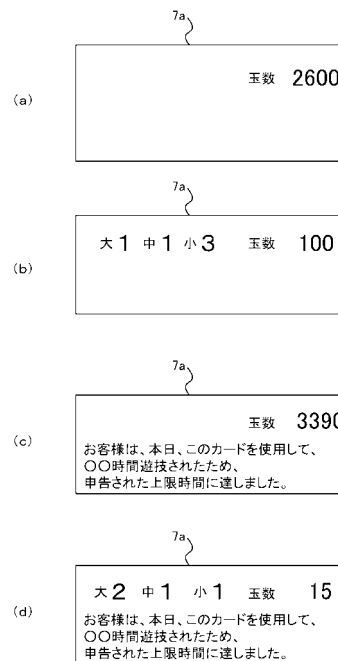 7a
(a)
玉数 2600
7a
(b)
大1 中1 小3 玉数 100
7a
(c)
玉数 3390
お客様は、本日、このカードを使用して、
〇〇時間遊技されたため、
申告された上限時間に達しました。
7a
(d)
大2 中1 小1 玉数 15
お客様は、本日、このカードを使用して、
〇〇時間遊技されたため、
申告された上限時間に達しました。